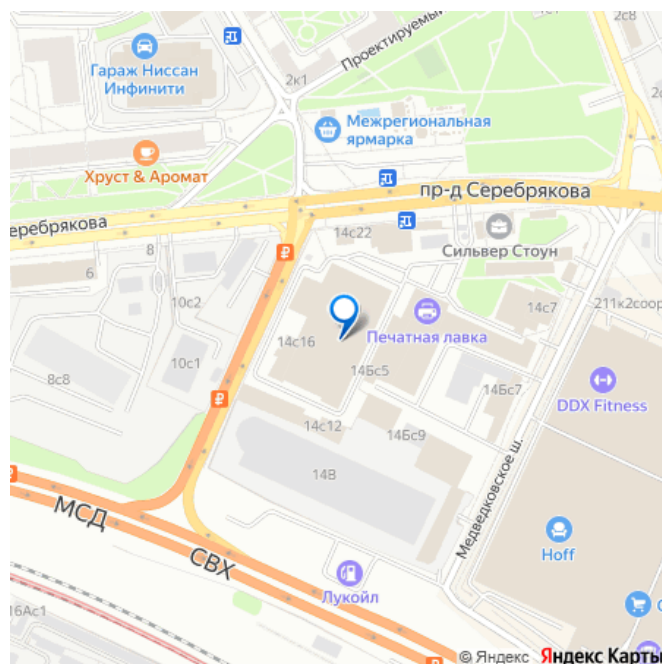 2с8
Проектируемый
Гараж Ниссан
Инфинити
2к1
Межрегиональная
ярмарка
Хруст & Аромат
пр-д Серебрякова
еребрякова
14с22
Сильвер Стоун
8
6
10с2
14с7
211к2соор
14с16
Печатная лавка
10с1
8с8
14Бс5
14Бс7
DDX Fitness
14с12
14Бс9
Медведковское ш.
14В
МСД
СВХ
Hoff
Лукойл
16Ас1
© Яндекс Яндекс Карты